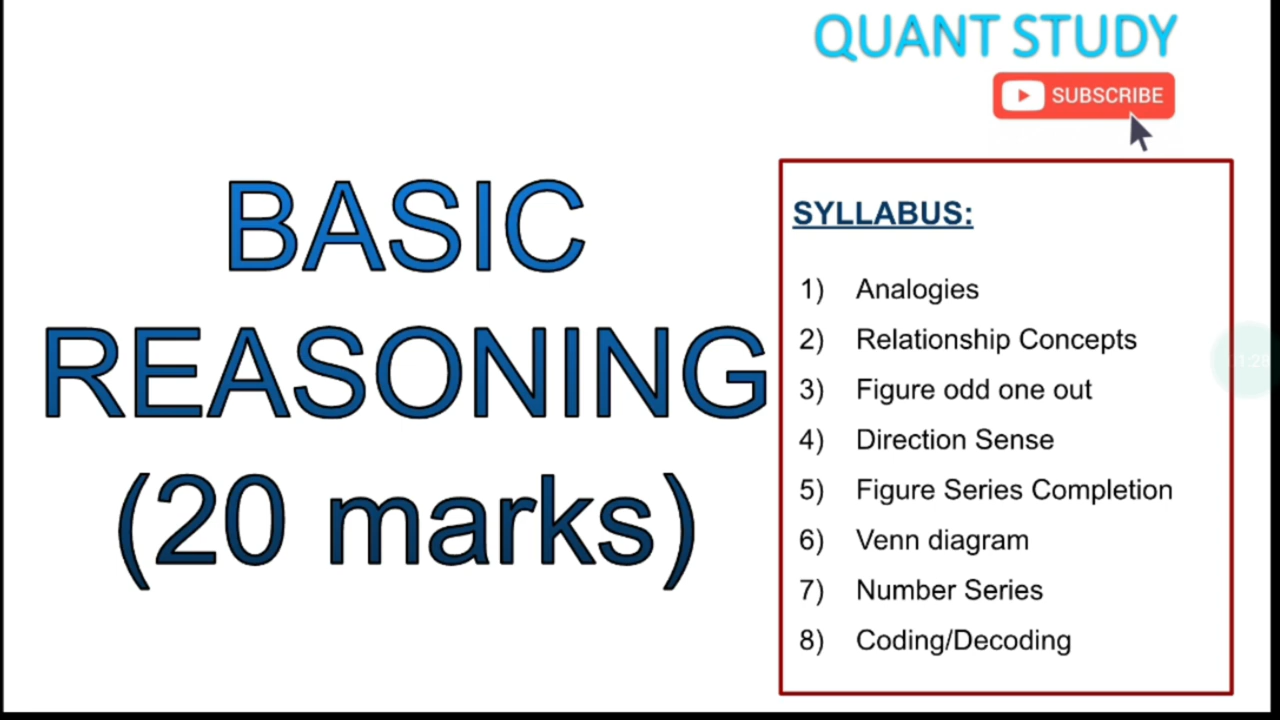 QUANT STUDY
SUBSCRIBE
BASIC
REASONING
(20 marks)
SYLLABUS:
1) Analogies
2) Relationship Concepts
3) Figure odd one out
4) Direction Sense
5) Figure Series Completion
6) Venn diagram
7) Number Series
8) Coding/Decoding